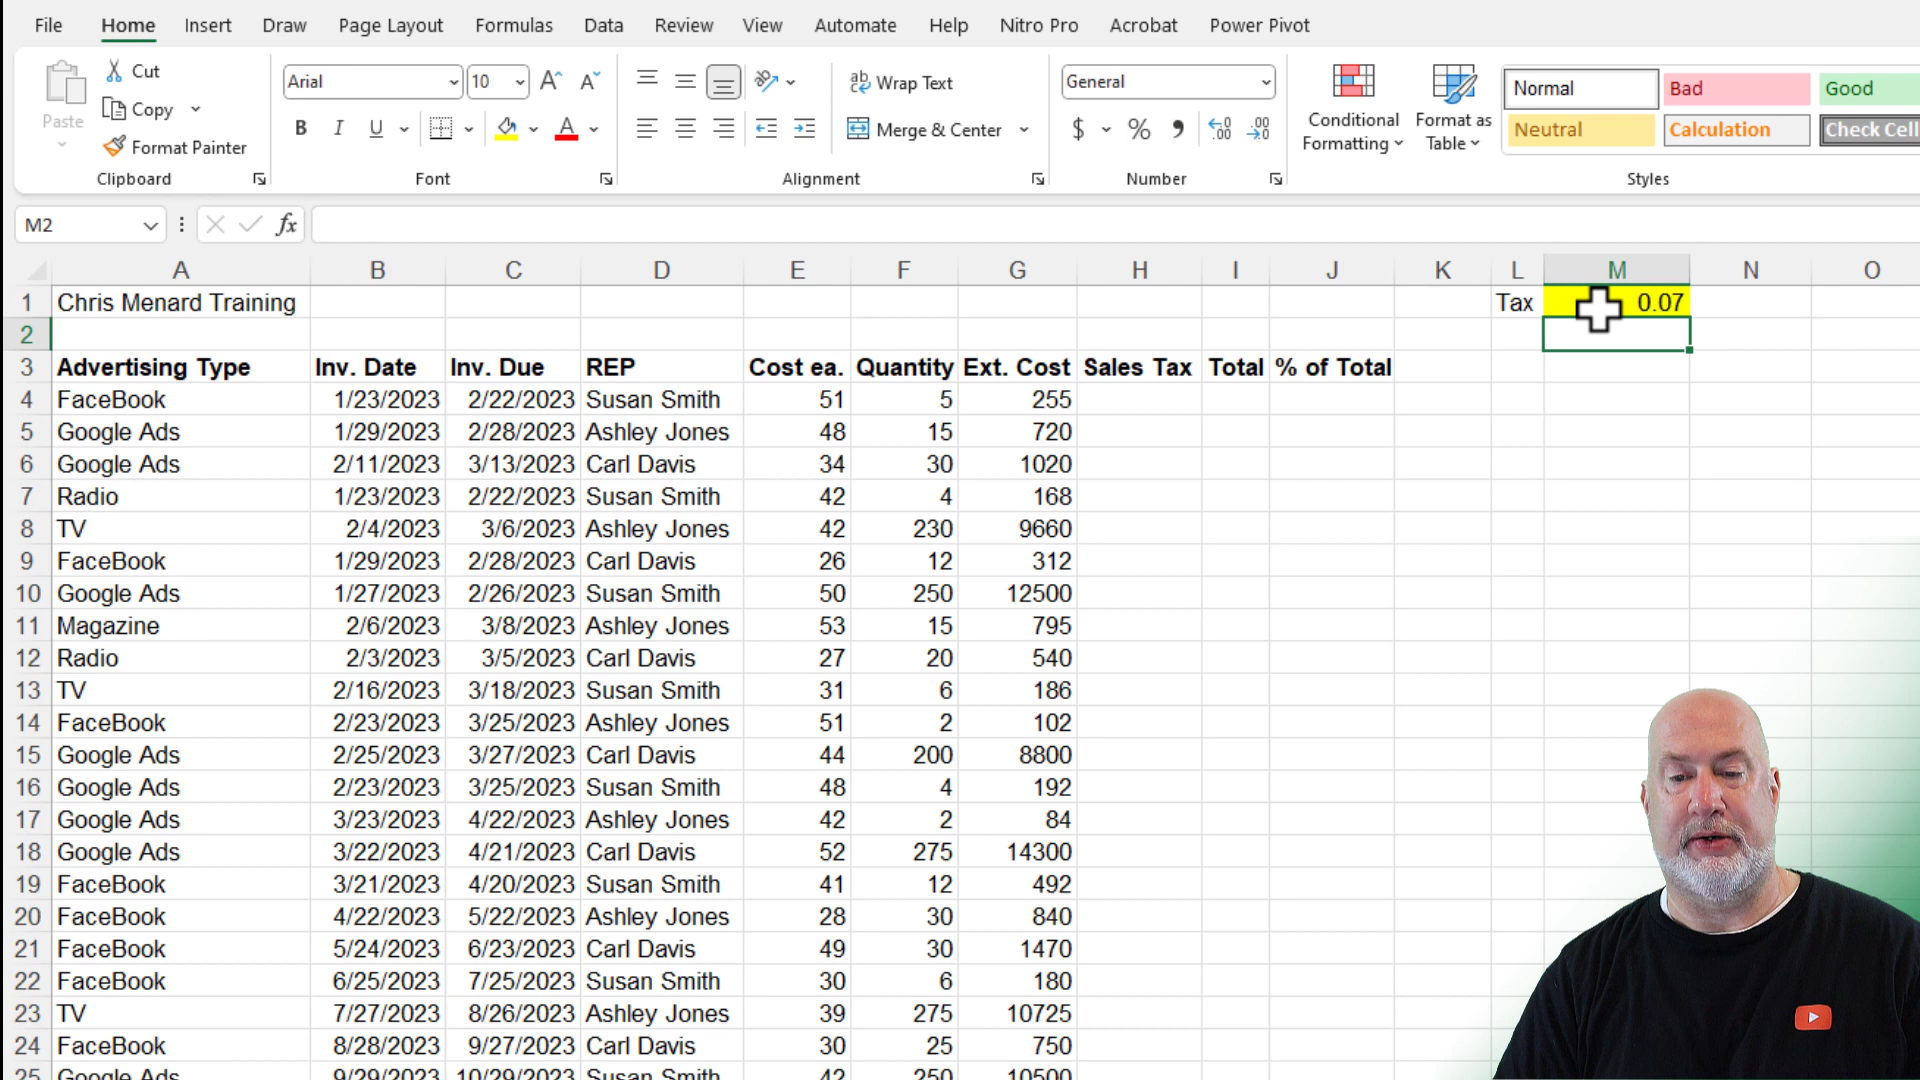 File Home Insert Draw Page Layout Formulas Data Review View Automate Help Nitro Pro Acrobat Power Pivot
Paste
Cut
Copy
Format Painter
Clipboard
Arial 10
B I U
Font
Wrap Text
Merge & Center
Alignment
General
$ % 9
Number
Conditional Formatting
Format as Table
Normal Bad Good
Neutral Calculation Check Cell
Styles
M2 fx
A B C D E F G H I J K L M N O
1 Chris Menard Training Tax 0.07
2
3 Advertising Type Inv. Date Inv. Due REP Cost ea. Quantity Ext. Cost Sales Tax Total % of Total
4 FaceBook 1/23/2023 2/22/2023 Susan Smith 51 5 255
5 Google Ads 1/29/2023 2/28/2023 Ashley Jones 48 15 720
6 Google Ads 2/11/2023 3/13/2023 Carl Davis 34 30 1020
7 Radio 1/23/2023 2/22/2023 Susan Smith 42 4 168
8 TV 2/4/2023 3/6/2023 Ashley Jones 42 230 9660
9 FaceBook 1/29/2023 2/28/2023 Carl Davis 26 12 312
10 Google Ads 1/27/2023 2/26/2023 Susan Smith 50 250 12500
11 Magazine 2/6/2023 3/8/2023 Ashley Jones 53 15 795
12 Radio 2/3/2023 3/5/2023 Carl Davis 27 20 540
13 TV 2/16/2023 3/18/2023 Susan Smith 31 6 186
14 FaceBook 2/23/2023 3/25/2023 Ashley Jones 51 2 102
15 Google Ads 2/25/2023 3/27/2023 Carl Davis 44 200 8800
16 Google Ads 2/23/2023 3/25/2023 Susan Smith 48 4 192
17 Google Ads 3/23/2023 4/22/2023 Ashley Jones 42 2 84
18 Google Ads 3/22/2023 4/21/2023 Carl Davis 52 275 14300
19 FaceBook 3/21/2023 4/20/2023 Susan Smith 41 12 492
20 FaceBook 4/22/2023 5/22/2023 Ashley Jones 28 30 840
21 FaceBook 5/24/2023 6/23/2023 Carl Davis 49 30 1470
22 FaceBook 6/25/2023 7/25/2023 Susan Smith 30 6 180
23 TV 7/27/2023 8/26/2023 Ashley Jones 39 275 10725
24 FaceBook 8/28/2023 9/27/2023 Carl Davis 30 25 750
25 Google Ads 9/29/2023 10/29/2023 Susan Smith 42 250 10500